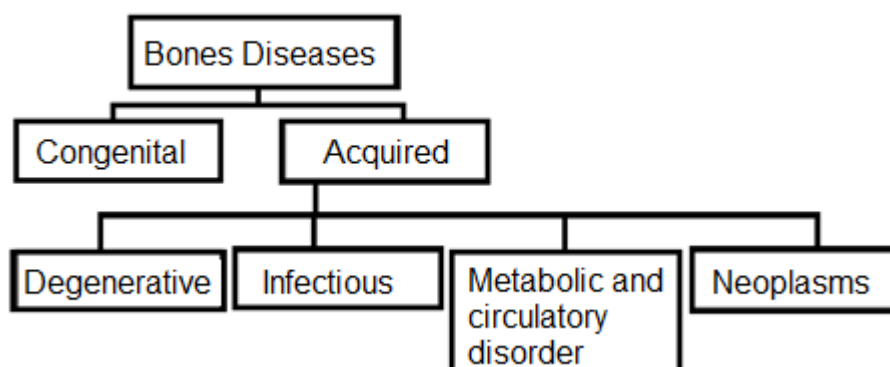 Bones Diseases
Congenital
Acquired
Degenerative
Infectious
Metabolic and
circulatory
disorder
Neoplasms